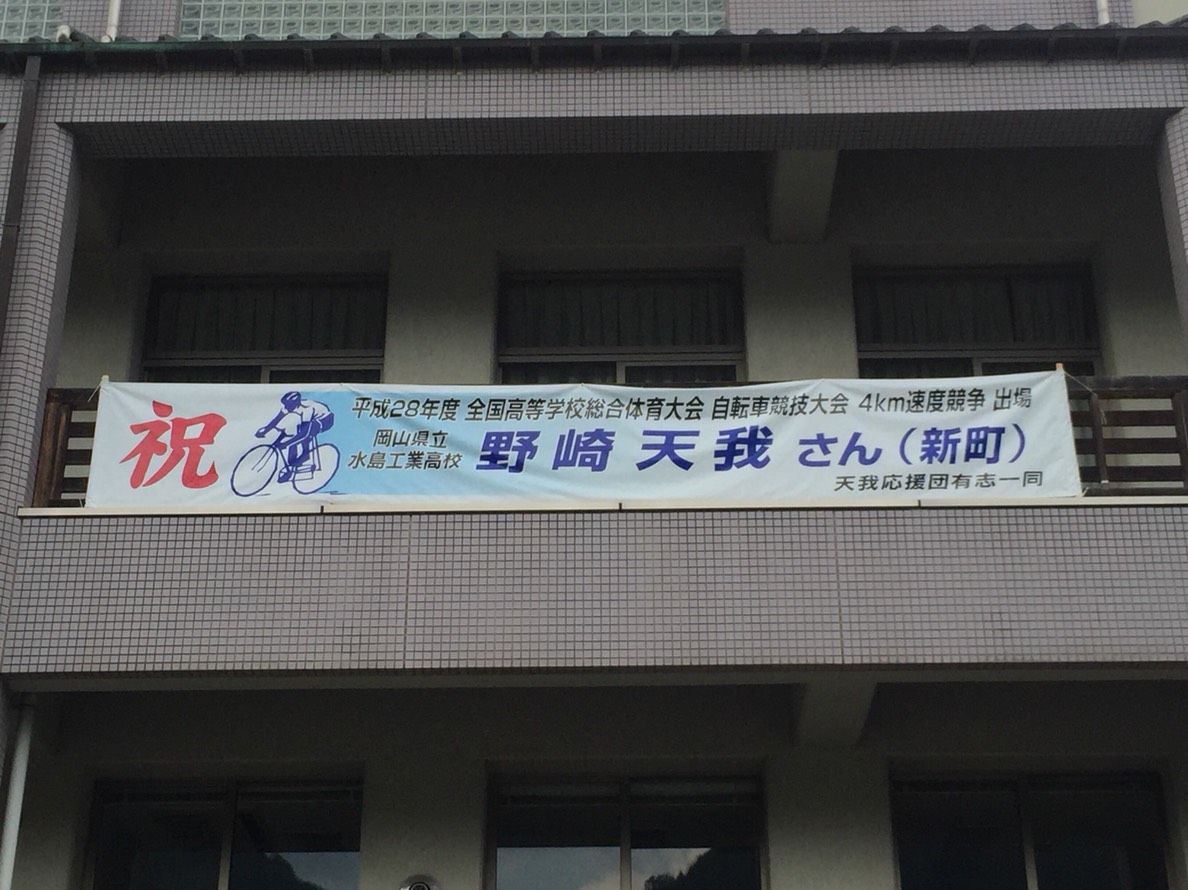 祝
平成28年度 全国高等学校総合体育大会 自転車競技大会 4km速度競争 出場
岡山県立
水島工業高校
野崎 天我 さん(新町)
天我応援団有志一同